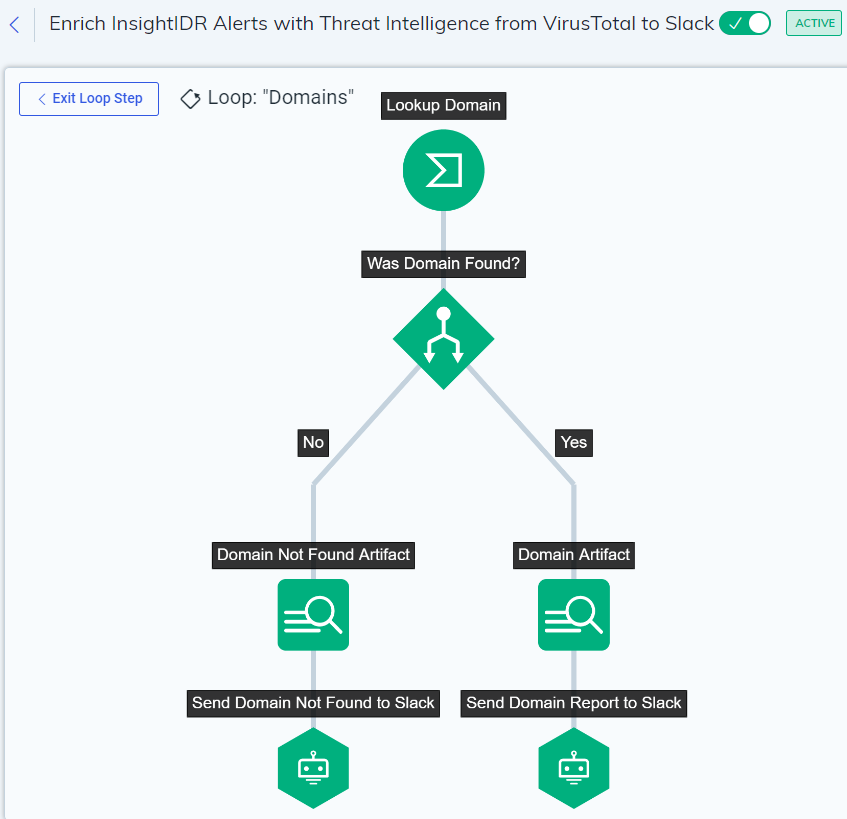 Enrich InsightIDR Alerts with Threat Intelligence from VirusTotal to Slack
ACTIVE
Exit Loop Step
Loop: "Domains"
Lookup Domain
Was Domain Found?
No
Yes
Domain Not Found Artifact
Domain Artifact
Send Domain Not Found to Slack
Send Domain Report to Slack